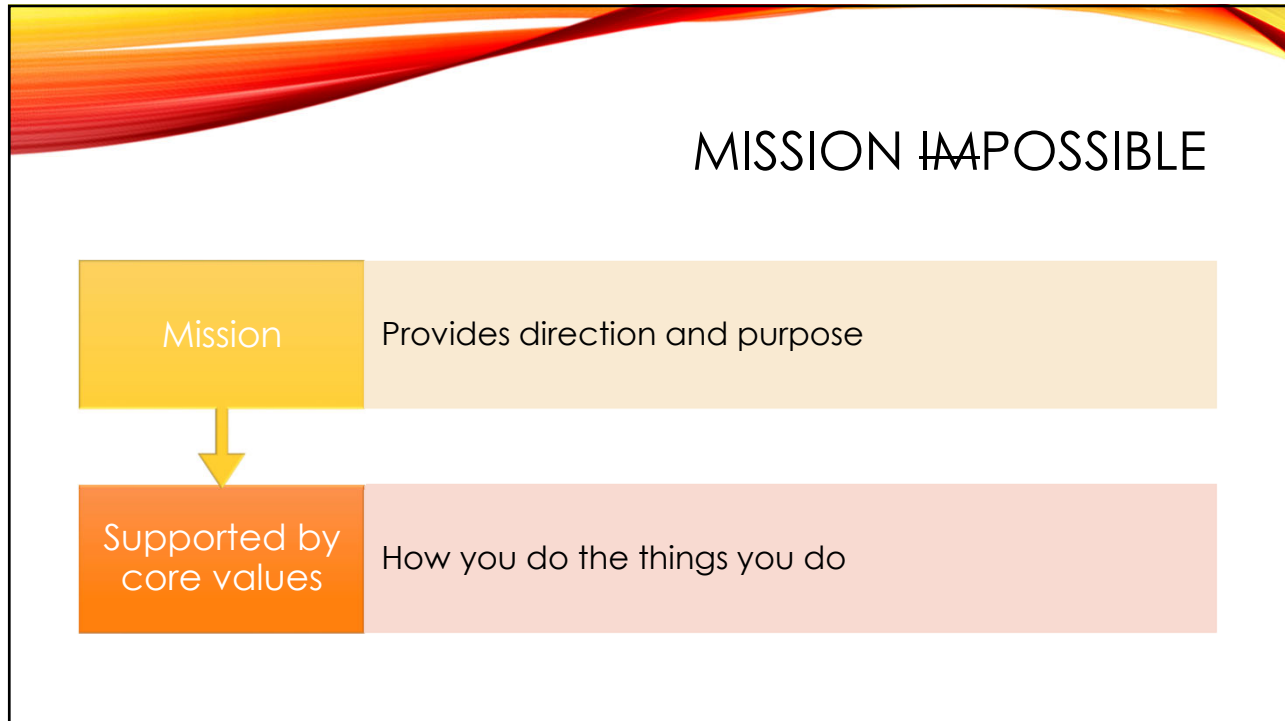 MISSION IMPOSSIBLE
Mission
Provides direction and purpose
Supported by
core values
How you do the things you do